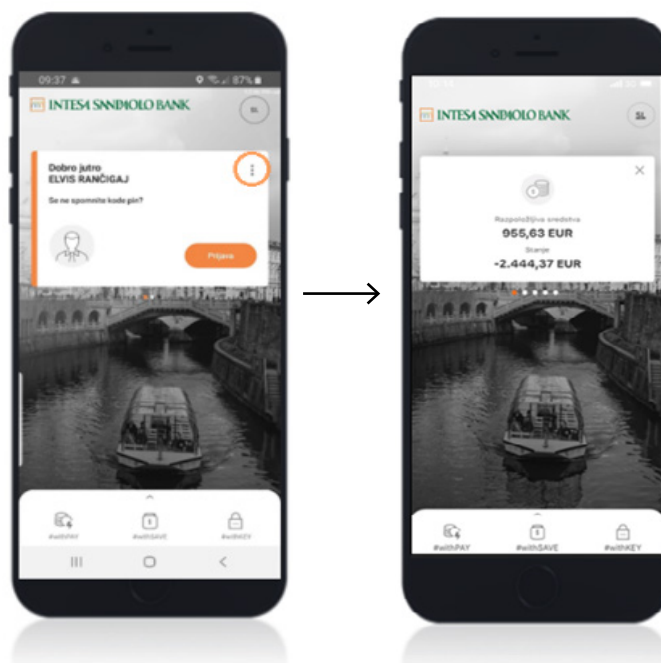 09:37
87%
INTESA SANPAOLO BANK
SL
Dobro jutro
ELVIS RANČIGAJ
Se ne spomnite kode pin?
Prijava
#withPAY
#withSAVE
#withKEY
INTESA SANPAOLO BANK
SL
Razpoložljiva sredstva
955,63 EUR
Stanje
-2.444,37 EUR
#withPAY
#withSAVE
#withKEY